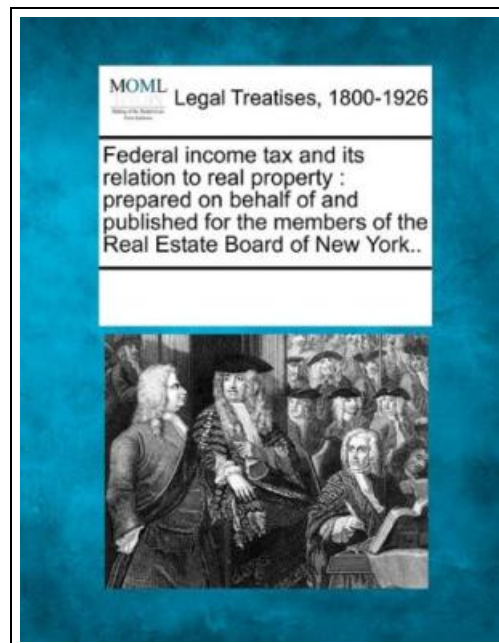 MOML
Legal Treatises, 1800-1926
Federal income tax and its
relation to real property :
prepared on behalf of and
published for the members of the
Real Estate Board of New York..